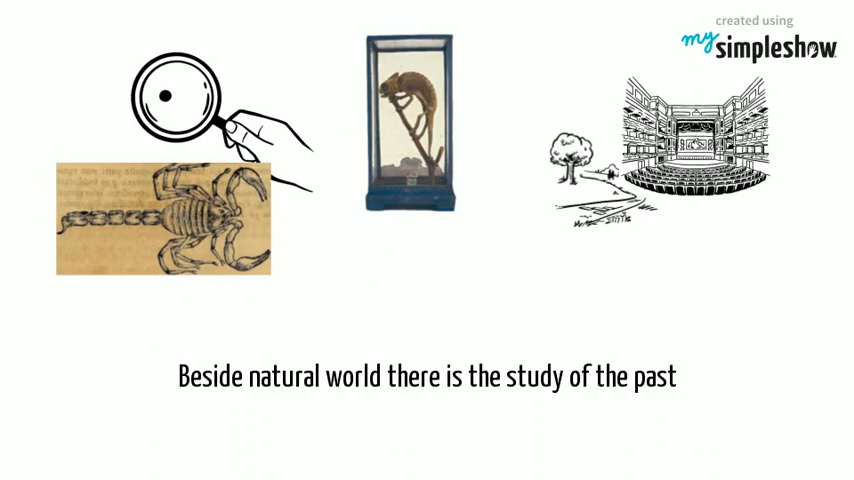 created using
my
simpleshow
Beside natural world there is the study of the past